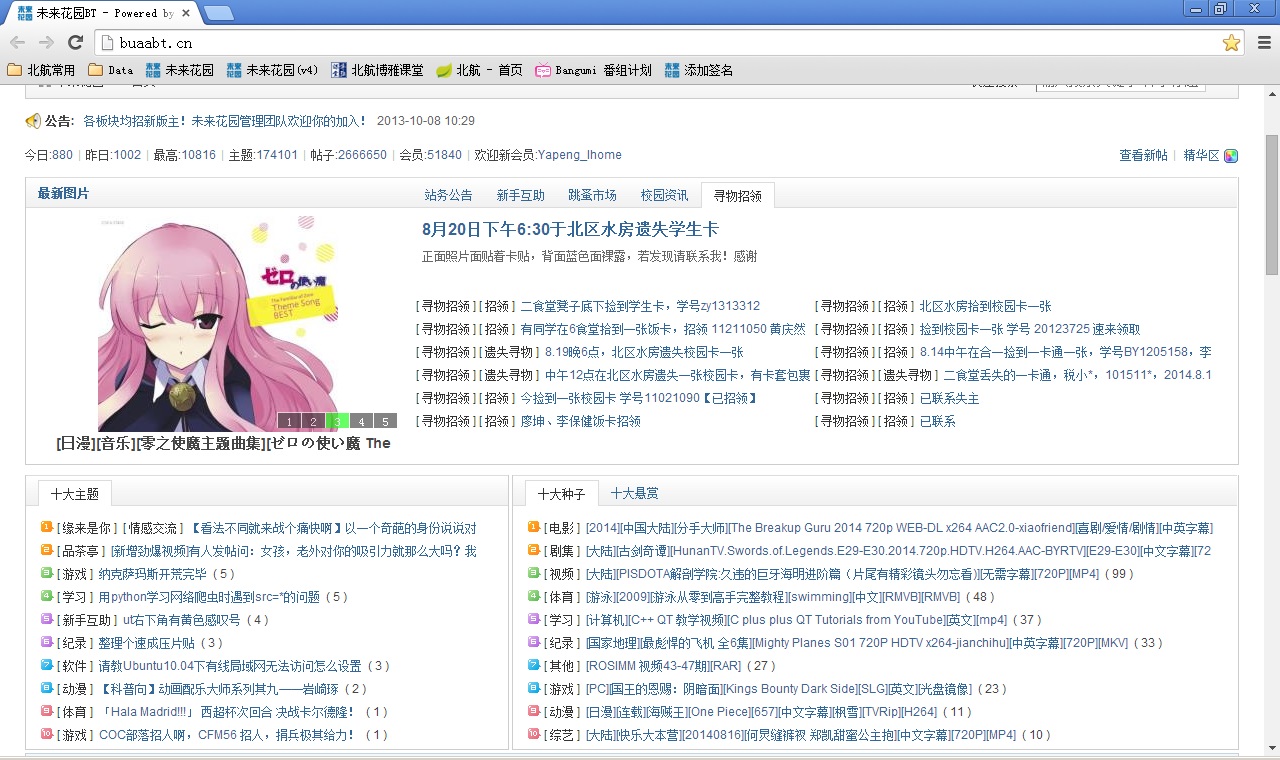 未来花园BT - Powered by
buaabt.cn
北航常用 Data 未来花园 未来花园(v4) 北航博雅课堂 北航 - 首页 Bangumi 番组计划 添加签名
公告: 各板块均招新版主！未来花园管理团队欢迎你的加入！ 2013-10-08 10:29
今日:880 | 昨日:1002 | 最高:10816 | 主题:174101 | 帖子:2666650 | 会员:51840 | 欢迎新会员:Yapeng_Ihome 查看新帖 | 精华区
最新图片 站务公告 新手互助 跳蚤市场 校园资讯 寻物招领
8月20日下午6:30于北区水房遗失学生卡
正面照片面贴着卡贴，背面蓝色面裸露，若发现请联系我！感谢
ゼロの使い魔
The Familiar of Zero
Theme Song
BEST
1 2 3 4 5
[日漫][音乐][零之使魔主题曲集][ゼロの使い魔 The
[寻物招领][招领] 二食堂凳子底下捡到学生卡，学号zy1313312 [寻物招领][招领] 北区水房拾到校园卡一张
[寻物招领][招领] 有同学在6食堂拾到一张饭卡，招领 11211050 黄庆然 [寻物招领][招领] 捡到校园卡一张 学号 20123725 速来领取
[寻物招领][遗失寻物] 8.19晚6点，北区水房遗失校园卡一张 [寻物招领][招领] 8.14中午在合一捡到一卡通一张，学号BY1205158，李
[寻物招领][遗失寻物] 中午12点在北区水房遗失一张校园卡，有卡套包裹 [寻物招领][遗失寻物] 二食堂丢失的一卡通，税小*，101511*，2014.8.1
[寻物招领][招领] 今捡到一张校园卡 学号11021090【已招领】 [寻物招领][招领] 已联系失主
[寻物招领][招领] 廖坤、李保健饭卡招领 [寻物招领][招领] 已联系
十大主题
1 [缘来是你] [情感交流] 【看法不同就来战个痛快啊】以一个奇葩的身份说说对
2 [品茶亭] [新增劲爆视频]有人发帖问：女孩，老外对你的吸引力就那么大吗？我
3 [游戏] 纳克萨玛斯开荒完毕 ( 5 )
4 [学习] 用python学习网络爬虫时遇到src=*的问题 ( 5 )
5 [新手互助] ut右下角有黄色感叹号 ( 4 )
6 [纪录] 整理个速成压片贴 ( 3 )
7 [软件] 请教Ubuntu10.04下有线局域网无法访问怎么设置 ( 3 )
8 [动漫] 【科普向】动画配乐大师系列其九——岩崎琢 ( 2 )
9 [体育] 「Hala Madrid!!!」 西超杯次回合 决战卡尔德隆！ ( 1 )
10 [游戏] COC部落招人啊，CFM56 招人，捐兵极其给力！ ( 1 )
十大种子 十大悬赏
1 [电影] [2014][中国大陆][分手大师][The Breakup Guru 2014 720p WEB-DL x264 AAC2.0-xiaofriend][喜剧/爱情/剧情][中英字幕]
2 [剧集] [大陆][古剑奇谭][HunanTV.Swords.of.Legends.E29-E30.2014.720p.HDTV.H264.AAC-BYRTV][E29-E30][中文字幕][72
3 [视频] [大陆][PISDOTA解剖学院:久违的巨牙海明进阶篇（片尾有精彩镜头勿忘看)][无需字幕][720P][MP4] ( 99 )
4 [体育] [游泳][2009][游泳从零到高手完整教程][swimming][中文][RMVB][RMVB] ( 48 )
5 [学习] [计算机][C++ QT 教学视频][C plus plus QT Tutorials from YouTube][英文][mp4] ( 37 )
6 [纪录] [国家地理][最彪悍的飞机 全6集][Mighty Planes S01 720P HDTV x264-jianchihu][中英字幕][720P][MKV] ( 33 )
7 [其他] [ROSIMM 视频43-47期][RAR] ( 27 )
8 [游戏] [PC][国王的恩赐：阴暗面][Kings Bounty Dark Side][SLG][英文][光盘镜像] ( 23 )
9 [动漫] [日漫][连载][海贼王][One Piece][657][中文字幕][枫雪][TVRip][H264] ( 11 )
10 [综艺] [大陆][快乐大本营][20140816][何炅缝裤衩 郑凯甜蜜公主抱][中文字幕][720P][MP4] ( 10 )